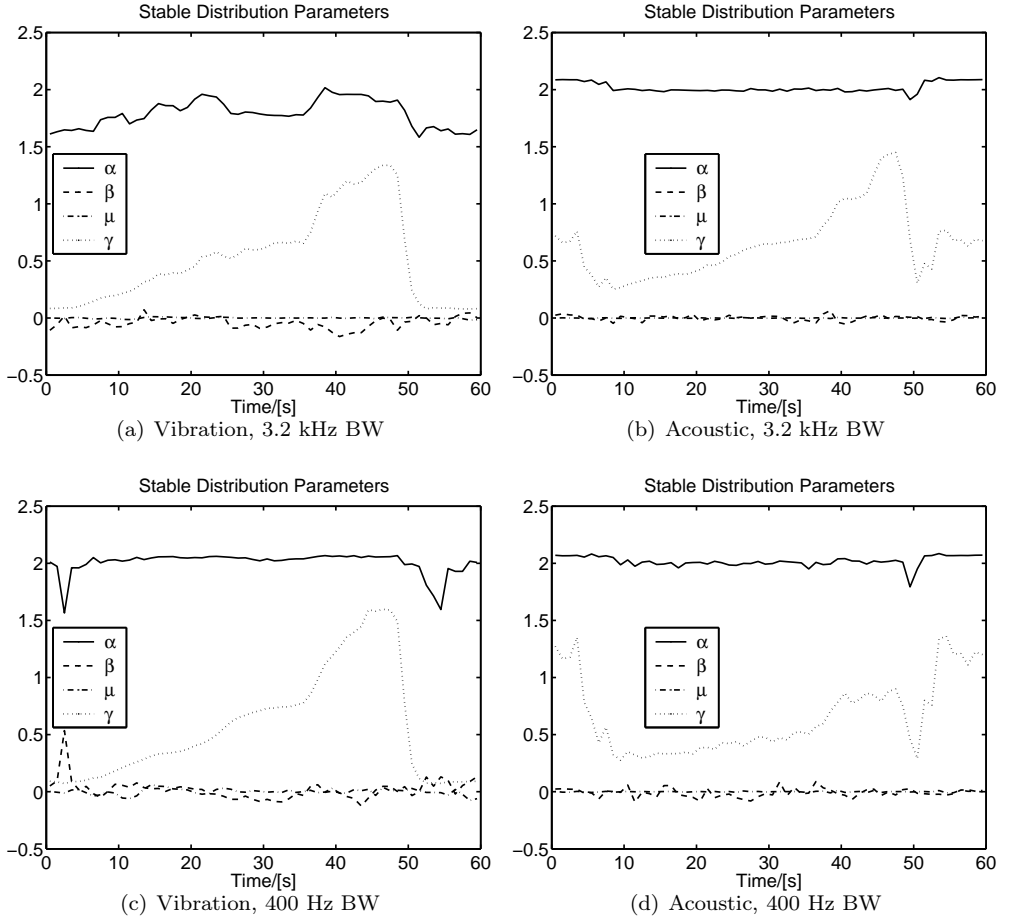 Stable Distribution Parameters
2.5
2
1.5
1
0.5
0
−0.5
α
β
μ
γ
0 10 20 30 40 50 60
Time/[s]
(a) Vibration, 3.2 kHz BW
Stable Distribution Parameters
2.5
2
1.5
1
0.5
0
−0.5
α
β
μ
γ
0 10 20 30 40 50 60
Time/[s]
(b) Acoustic, 3.2 kHz BW
Stable Distribution Parameters
2.5
2
1.5
1
0.5
0
−0.5
α
β
μ
γ
0 10 20 30 40 50 60
Time/[s]
(c) Vibration, 400 Hz BW
Stable Distribution Parameters
2.5
2
1.5
1
0.5
0
−0.5
α
β
μ
γ
0 10 20 30 40 50 60
Time/[s]
(d) Acoustic, 400 Hz BW